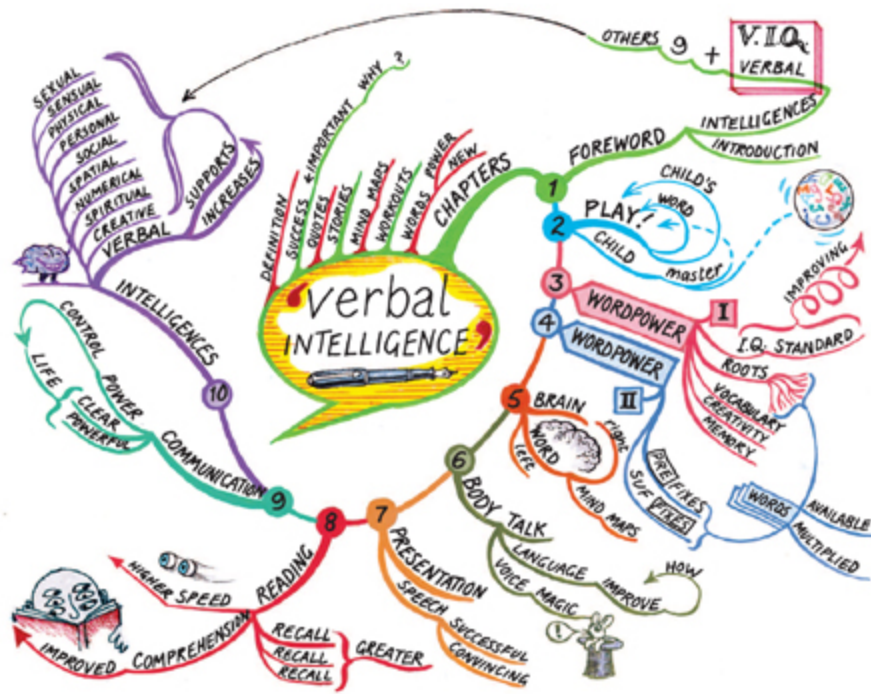 ‘verbal
INTELLIGENCE’
CHAPTERS
DEFINITION
SUCCESS
IMPORTANT
WHY?
QUOTES
STORIES
MIND MAPS
WORKOUTS
WORDS
POWER
NEW
1
FOREWORD
INTELLIGENCES
INTRODUCTION
V.I.Q.
VERBAL
+
OTHERS 9
2
PLAY!
CHILD'S
WORD
CHILD
master
3
WORDPOWER
I
I.Q. STANDARD
IMPROVING
ROOTS
VOCABULARY
CREATIVITY
MEMORY
4
WORDPOWER
II
PREFIXES
SUFFIXES
WORDS
AVAILABLE
MULTIPLIED
5
BRAIN
WORD
right
left
MIND MAPS
6
BODY TALK
LANGUAGE
IMPROVE
HOW
VOICE
MAGIC
!
7
PRESENTATION
SPEECH
SUCCESSFUL
CONVINCING
8
READING
HIGHER SPEED
COMPREHENSION
IMPROVED
RECALL
RECALL
RECALL
GREATER
9
COMMUNICATION
POWER
CONTROL
CLEAR
POWERFUL
LIFE
10
INTELLIGENCES
SEXUAL
SENSUAL
PHYSICAL
PERSONAL
SOCIAL
SPATIAL
NUMERICAL
SPIRITUAL
CREATIVE
VERBAL
SUPPORTS
INCREASES